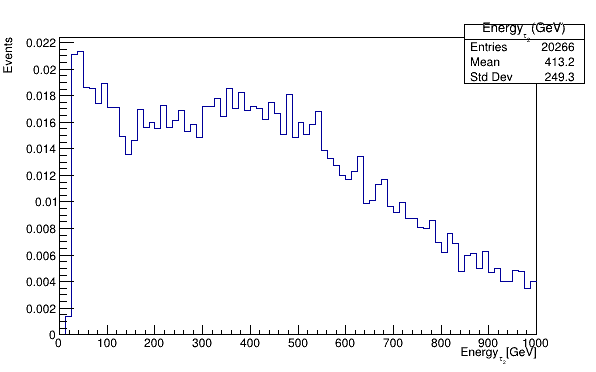 Energy_τ₂ (GeV)
Entries 20266
Mean 413.2
Std Dev 249.3
Events
0.022
0.02
0.018
0.016
0.014
0.012
0.01
0.008
0.006
0.004
0.002
0
0 100 200 300 400 500 600 700 800 900 1000
Energy_τ₂ [GeV]